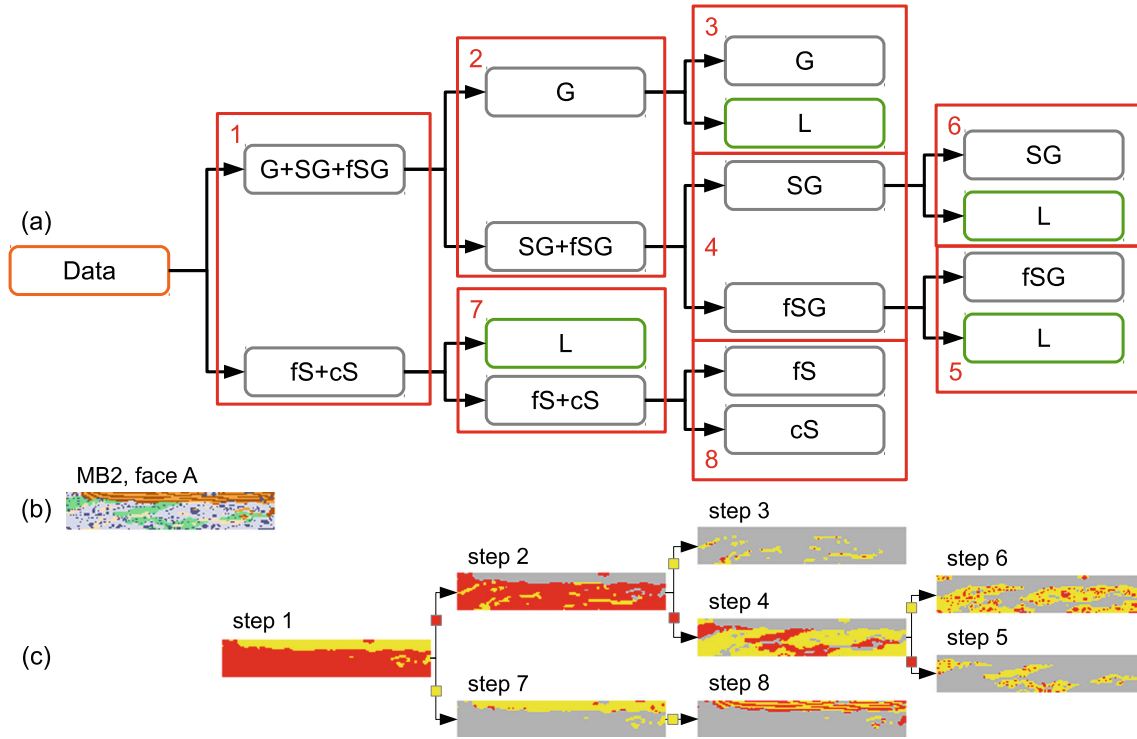 (a)
Data
1
G+SG+fSG
fS+cS
2
G
SG+fSG
7
L
fS+cS
3
G
L
4
SG
fSG
8
fS
cS
6
SG
L
5
fSG
L
(b)
MB2, face A
(c)
step 1
step 2
step 7
step 3
step 4
step 8
step 6
step 5